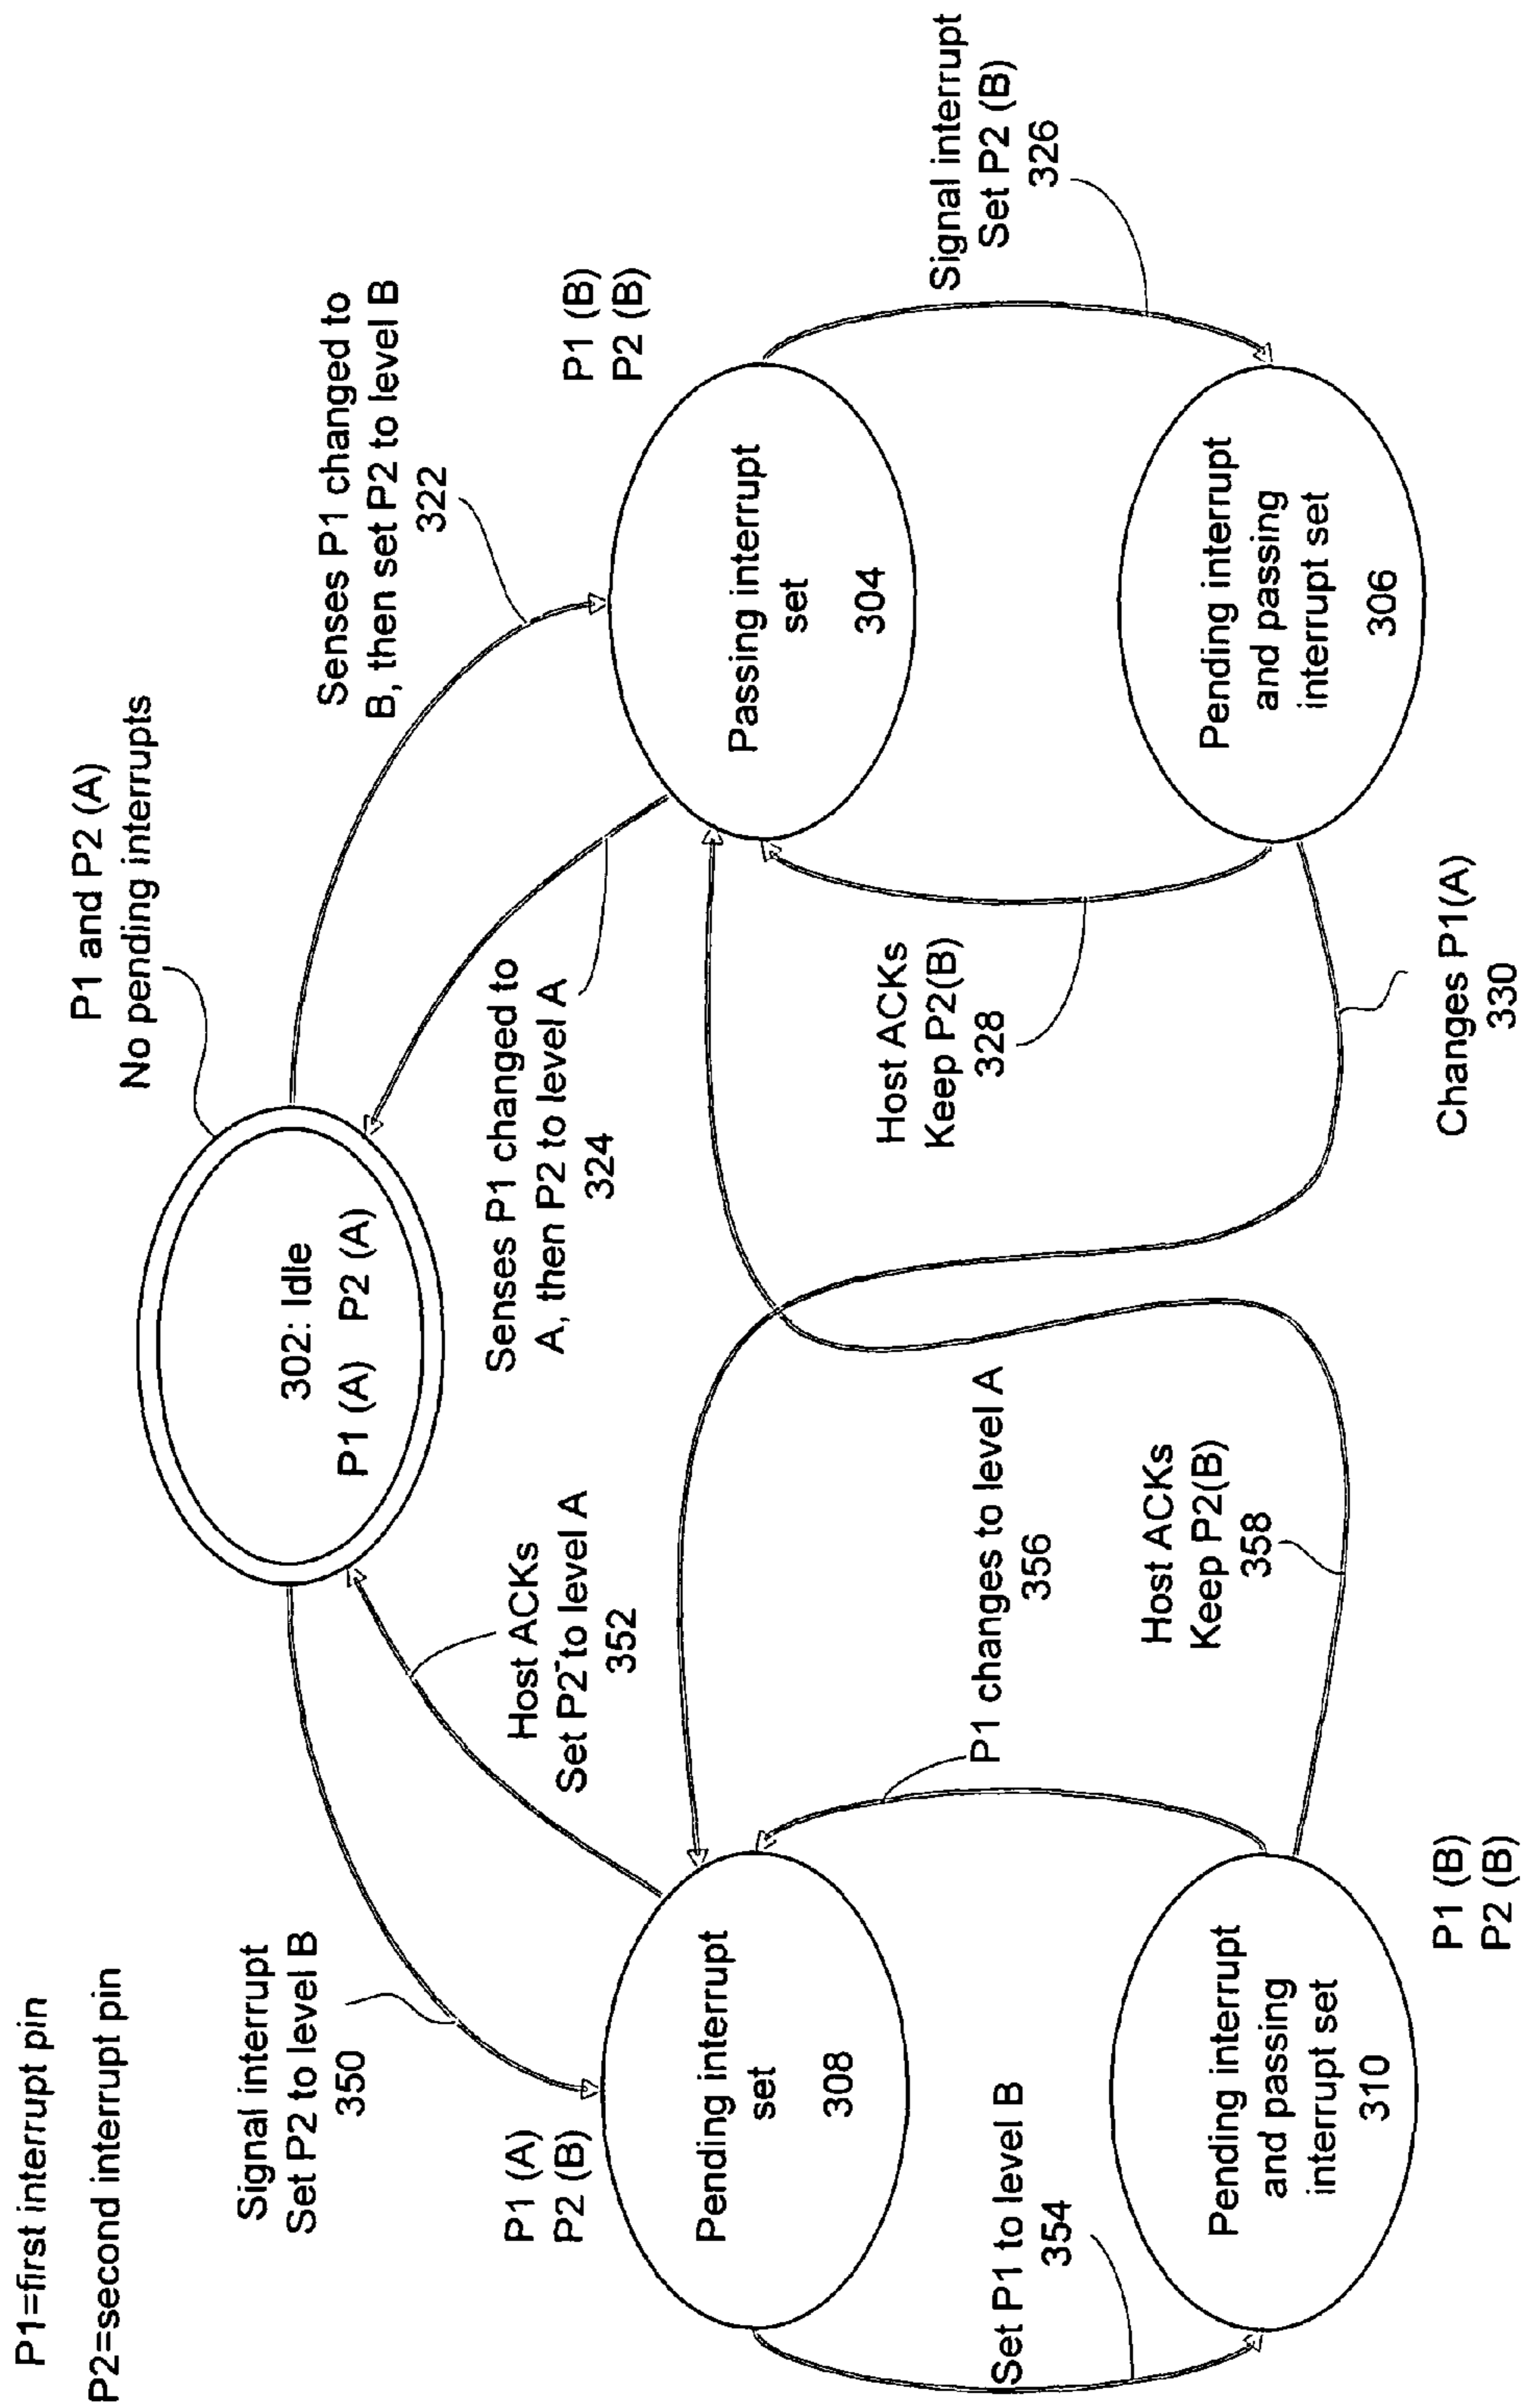 P1=first interrupt pin
P2=second interrupt pin
P1 and P2 (A)
No pending interrupts
302: Idle
P1 (A) P2 (A)
Signal interrupt
Set P2 to level B
350
Senses P1 changed to
B, then set P2 to level B
322
Host ACKs
Set P2 to level A
352
Senses P1 changed to
A, then P2 to level A
324
P1 (A)
P2 (B)
P1 (B)
P2 (B)
Pending interrupt
set
308
Passing interrupt
set
304
Set P1 to level B
354
P1 changes to level A
356
Host ACKs
Keep P2(B)
328
Signal interrupt
Set P2 (B)
326
Host ACKs
Keep P2(B)
358
Pending interrupt
and passing
interrupt set
310
Pending interrupt
and passing
interrupt set
306
P1 (B)
P2 (B)
Changes P1(A)
330